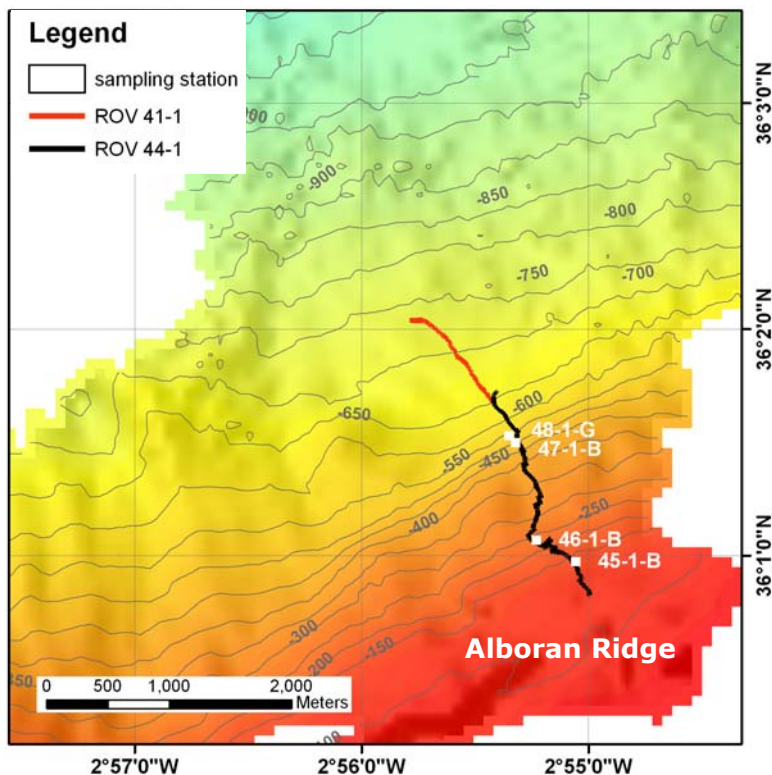 Legend
sampling station
ROV 41-1
ROV 44-1
36°3'0"N
-900
-850
-800
-750
-700
36°2'0"N
-650
-600
48-1-G
47-1-B
-550
-450
-400
-250
46-1-B
36°1'0"N
45-1-B
-300
-200
-150
Alboran Ridge
0 500 1,000 2,000
Meters
2°57'0"W 2°56'0"W 2°55'0"W